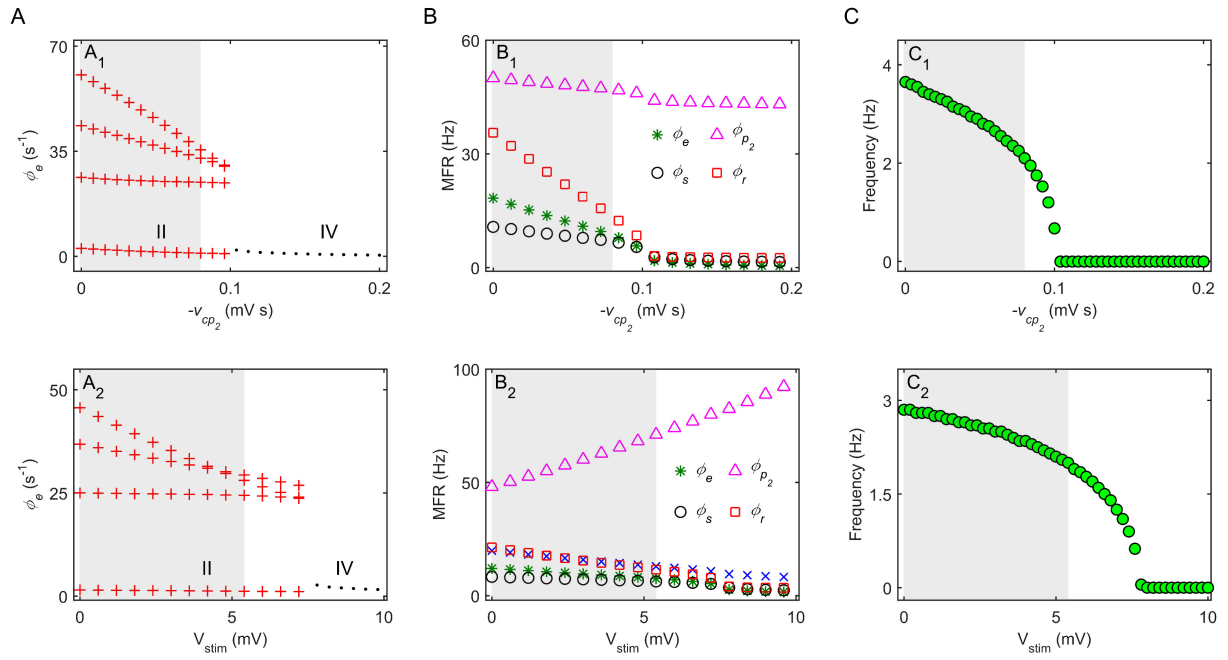 A
B
C
A1
70
35
0
ϕe (s-1)
II
IV
0
0.1
0.2
-vcp2 (mV s)
B1
60
30
0
MFR (Hz)
ϕe
ϕp2
ϕs
ϕr
0
0.1
0.2
-vcp2 (mV s)
C1
4
2
0
Frequency (Hz)
0
0.1
0.2
-vcp2 (mV s)
A2
50
25
0
ϕe (s-1)
II
IV
0
5
10
Vstim (mV)
B2
100
50
0
MFR (Hz)
ϕe
ϕp2
ϕs
ϕr
0
5
10
Vstim (mV)
C2
3
1.5
0
Frequency (Hz)
0
5
10
Vstim (mV)